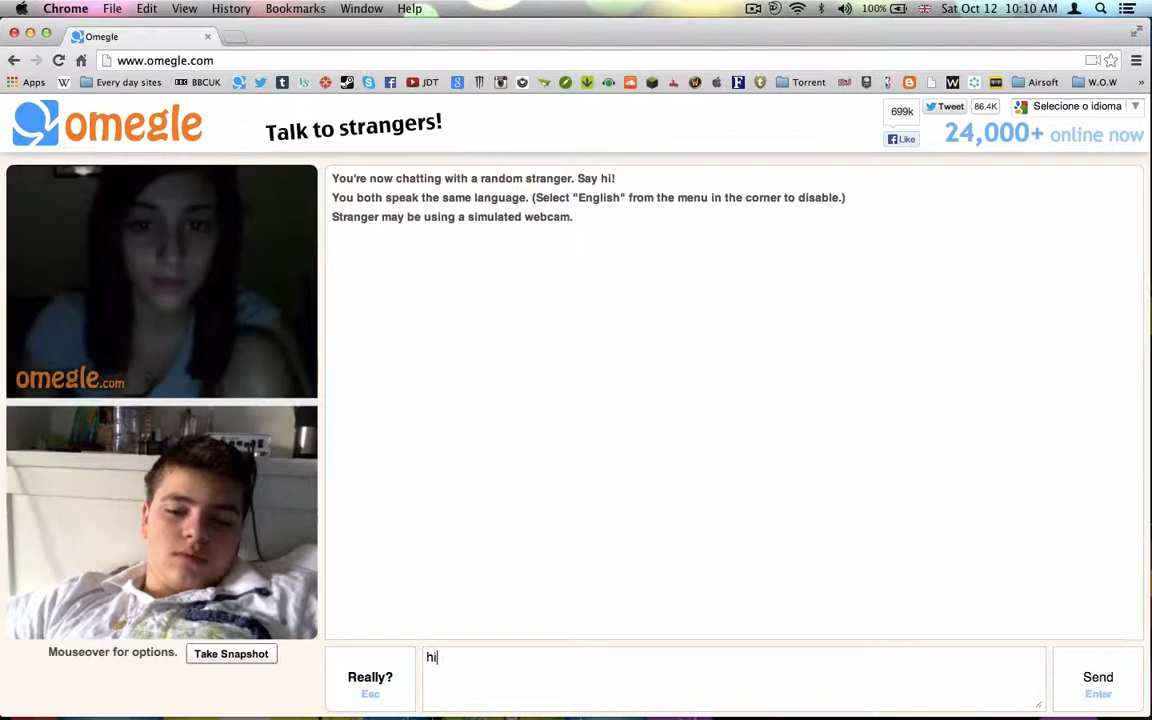 Chrome File Edit View History Bookmarks Window Help 100% Sat Oct 12 10:10 AM
Omegle
www.omegle.com
Apps Every day sites BBCUK JDT Torrent Airsoft W.O.W »
omegle Talk to strangers! 699k Like Tweet 86.4K Selecione o idioma
24,000+ online now
You're now chatting with a random stranger. Say hi!
You both speak the same language. (Select "English" from the menu in the corner to disable.)
Stranger may be using a simulated webcam.
omegle.com
Mouseover for options. Take Snapshot
hi
Really?
Esc
Send
Enter